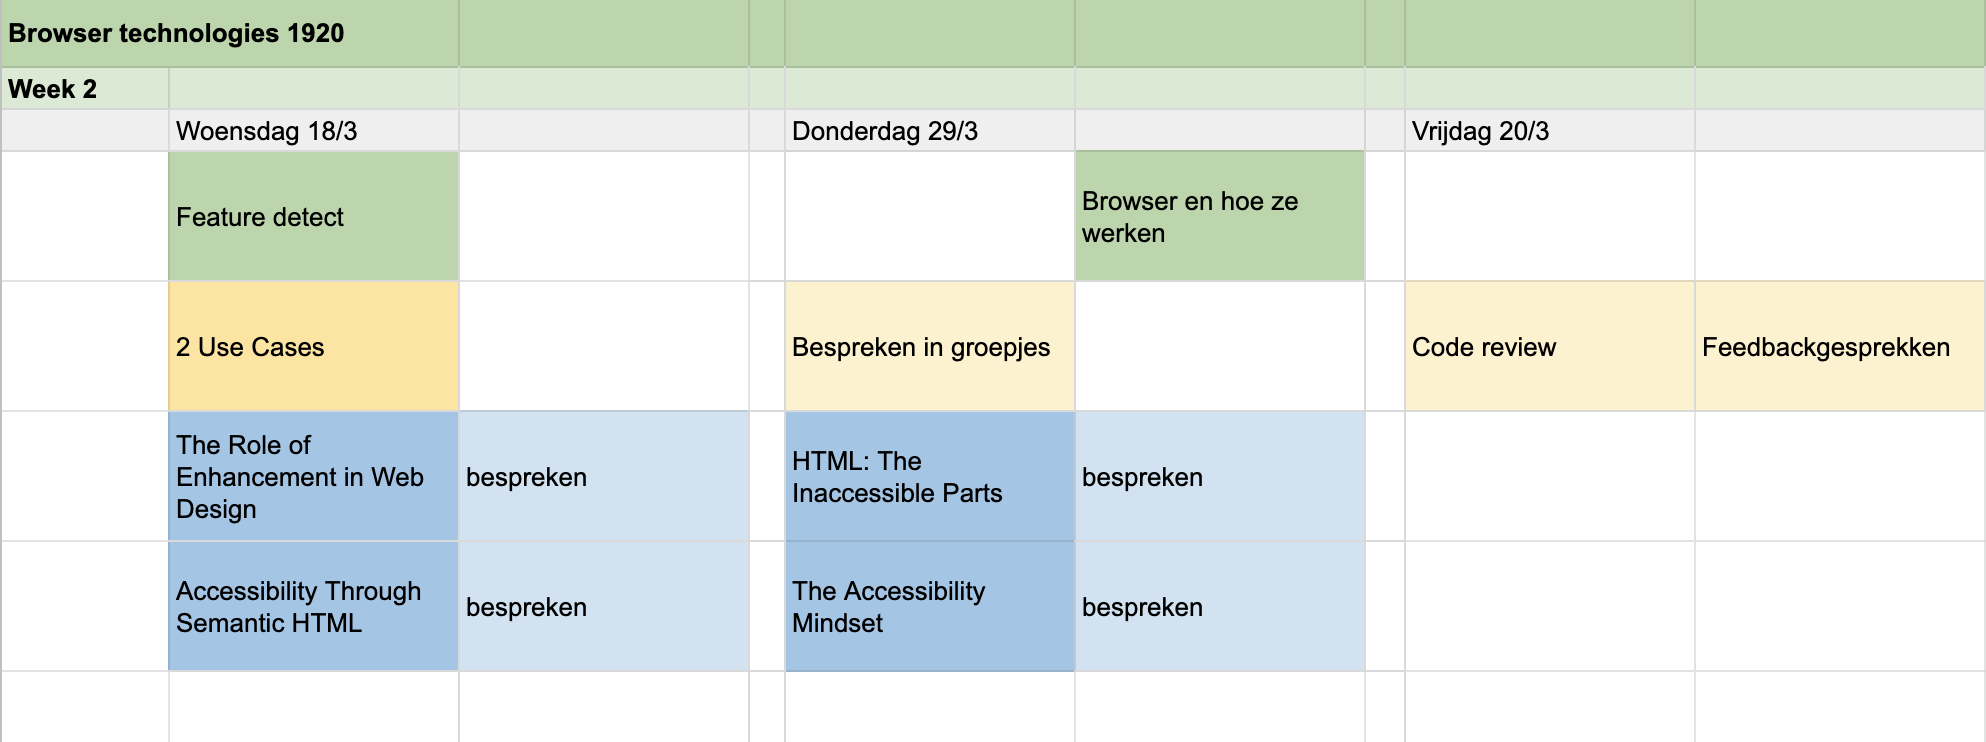 Browser technologies 1920
Week 2
Woensdag 18/3
Donderdag 29/3
Vrijdag 20/3
Feature detect
Browser en hoe ze
werken
2 Use Cases
Bespreken in groepjes
Code review
Feedbackgesprekken
The Role of
Enhancement in Web
Design
bespreken
HTML: The
Inaccessible Parts
bespreken
Accessibility Through
Semantic HTML
bespreken
The Accessibility
Mindset
bespreken